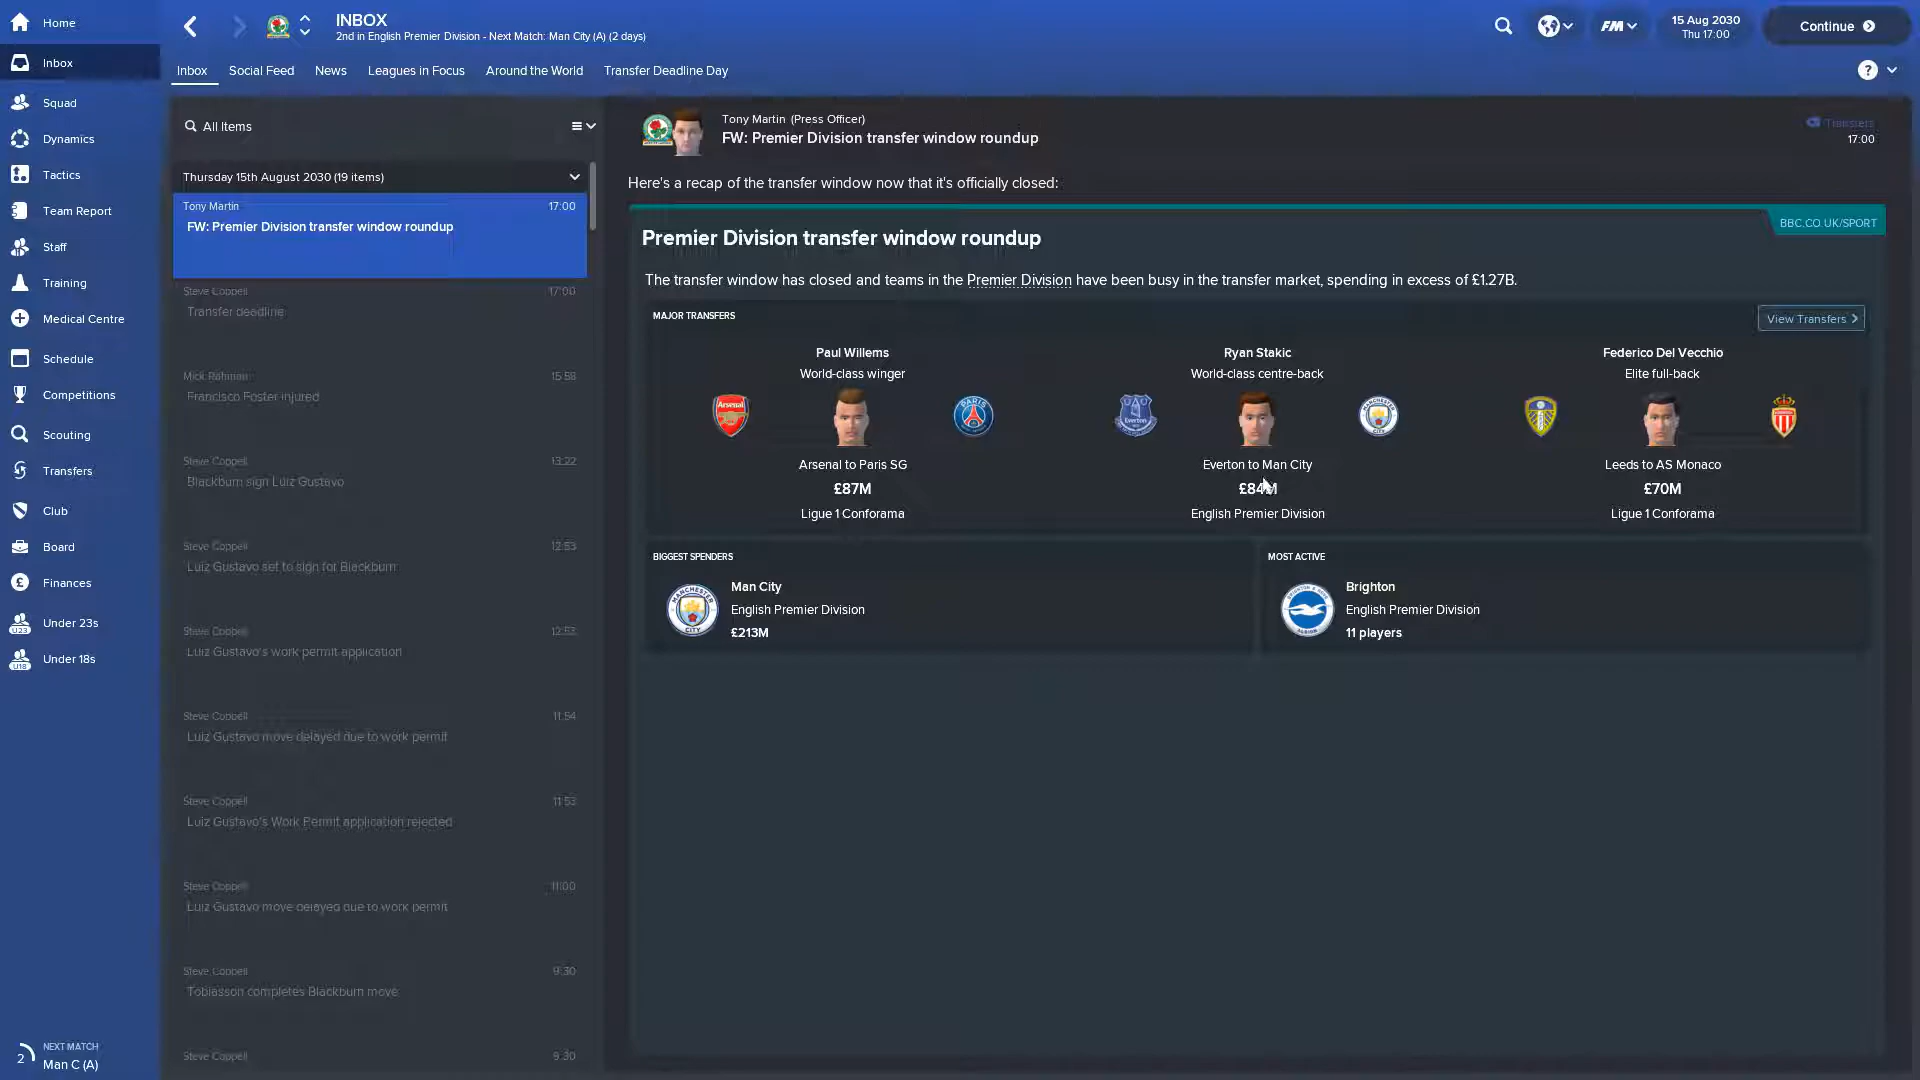 Home
Inbox
Squad
Dynamics
Tactics
Team Report
Staff
Training
Medical Centre
Schedule
Competitions
Scouting
Transfers
Club
Board
Finances
Under 23s
Under 18s
2
NEXT MATCH
Man C (A)
INBOX
2nd in English Premier Division - Next Match: Man City (A) (2 days)
FM
15 Aug 2030
Thu 17:00
Continue
Inbox
Social Feed
News
Leagues in Focus
Around the World
Transfer Deadline Day
?
All Items
Thursday 15th August 2030 (19 items)
Tony Martin 17:00
FW: Premier Division transfer window roundup
Steve Coppell 17:00
Transfer deadline
Mick Rahman 15:58
Francisco Foster injured
Steve Coppell 13:22
Blackburn sign Luiz Gustavo
Steve Coppell 12:53
Luiz Gustavo set to sign for Blackburn
Steve Coppell 12:53
Luiz Gustavo's work permit application
Steve Coppell 11:54
Luiz Gustavo move delayed due to work permit
Steve Coppell 11:53
Luiz Gustavo's Work Permit application rejected
Steve Coppell 11:00
Luiz Gustavo move delayed due to work permit
Steve Coppell 9:30
Tobiasson completes Blackburn move
Steve Coppell 9:30
Tony Martin (Press Officer)
FW: Premier Division transfer window roundup
Transfers
17:00
Here's a recap of the transfer window now that it's officially closed:
BBC.CO.UK/SPORT
Premier Division transfer window roundup
The transfer window has closed and teams in the Premier Division have been busy in the transfer market, spending in excess of £1.27B.
MAJOR TRANSFERS
View Transfers
Paul Willems
World-class winger
Arsenal
PARIS
Arsenal to Paris SG
£87M
Ligue 1 Conforama
Ryan Stakic
World-class centre-back
Everton
Everton to Man City
£84M
English Premier Division
Federico Del Vecchio
Elite full-back
Leeds to AS Monaco
£70M
Ligue 1 Conforama
BIGGEST SPENDERS
Man City
English Premier Division
£213M
MOST ACTIVE
Brighton
English Premier Division
11 players